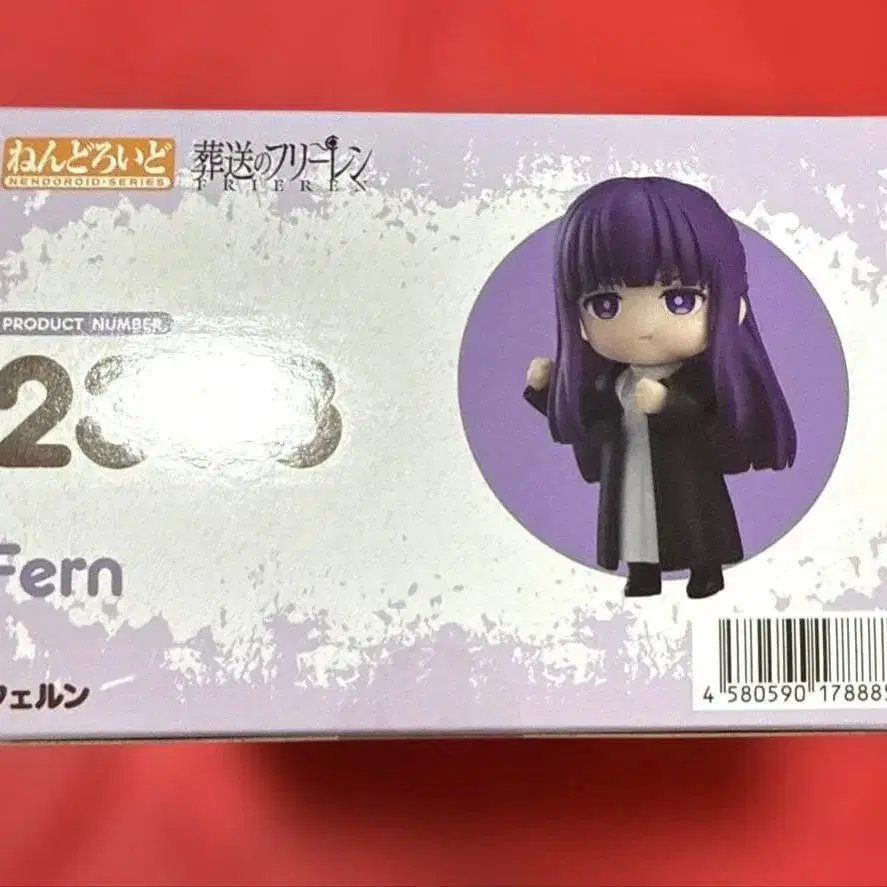 ねんどろいど
NENDOROID・SERIES
葬送のフリーレン
FRIEREN
PRODUCT NUMBER
Fern
フェルン
4 580590 178885